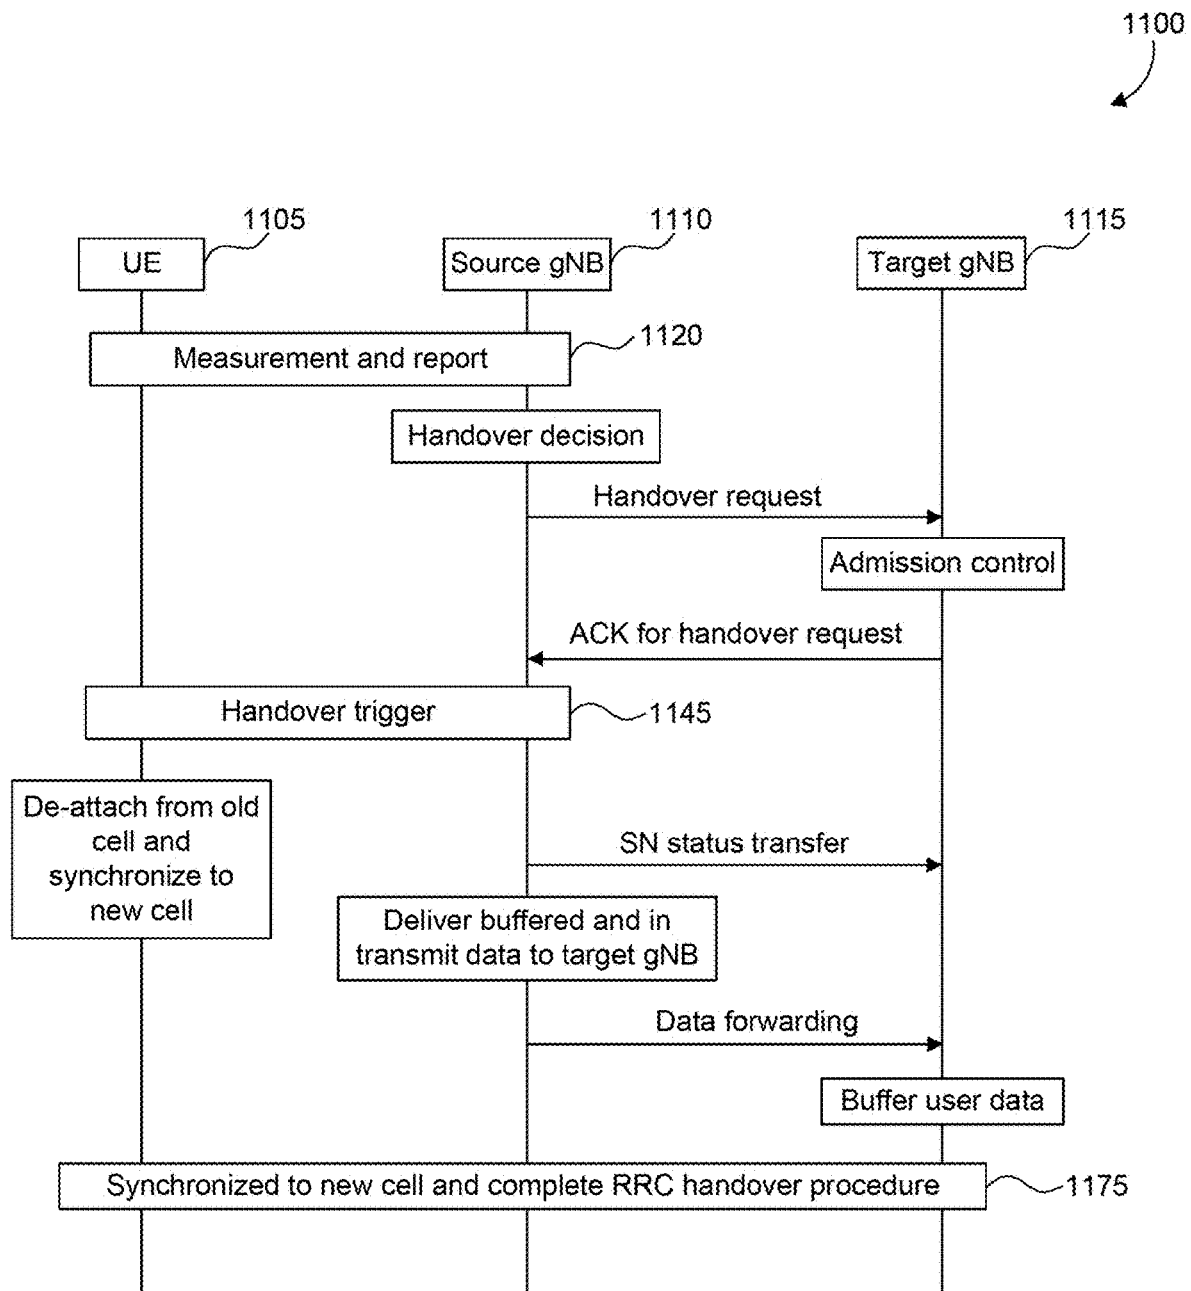 1100
1105
1110
1115
UE
Source gNB
Target gNB
1120
Measurement and report
Handover decision
Handover request
Admission control
ACK for handover request
Handover trigger
1145
De-attach from old
cell and
synchronize to
new cell
SN status transfer
Deliver buffered and in
transmit data to target gNB
Data forwarding
Buffer user data
Synchronized to new cell and complete RRC handover procedure
1175